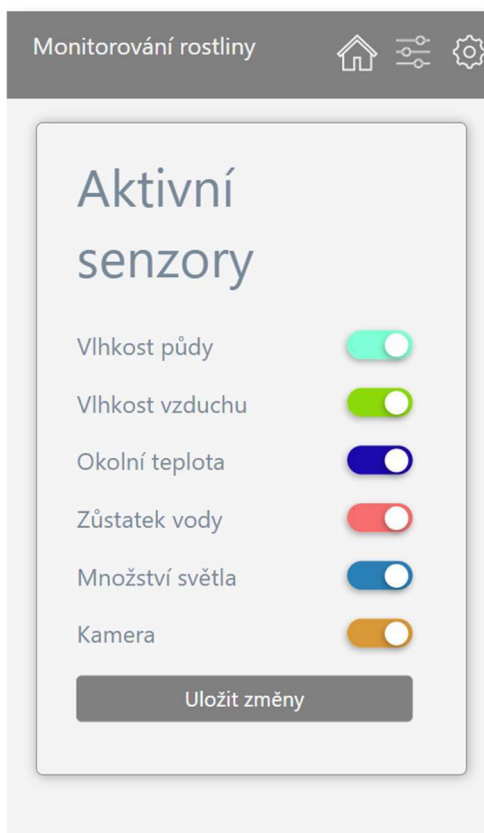 Monitorování rostliny
Aktivní
senzory
Vlhkost půdy
Vlhkost vzduchu
Okolní teplota
Zůstatek vody
Množství světla
Kamera
Uložit změny